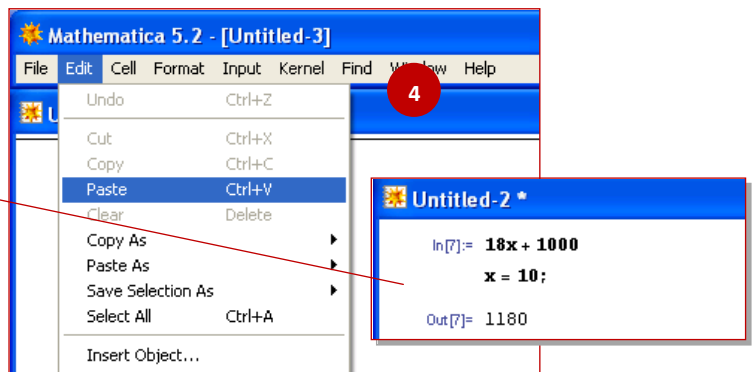 Mathematica 5.2 - [Untitled-3]
File Edit Cell Format Input Kernel Find Window Help
4
U
Undo Ctrl+Z
Cut Ctrl+X
Copy Ctrl+C
Paste Ctrl+V
Clear Delete
Copy As
Paste As
Save Selection As
Select All Ctrl+A
Insert Object...
Untitled-2 *
In[7]:= 18x + 1000
x = 10;
Out[7]= 1180